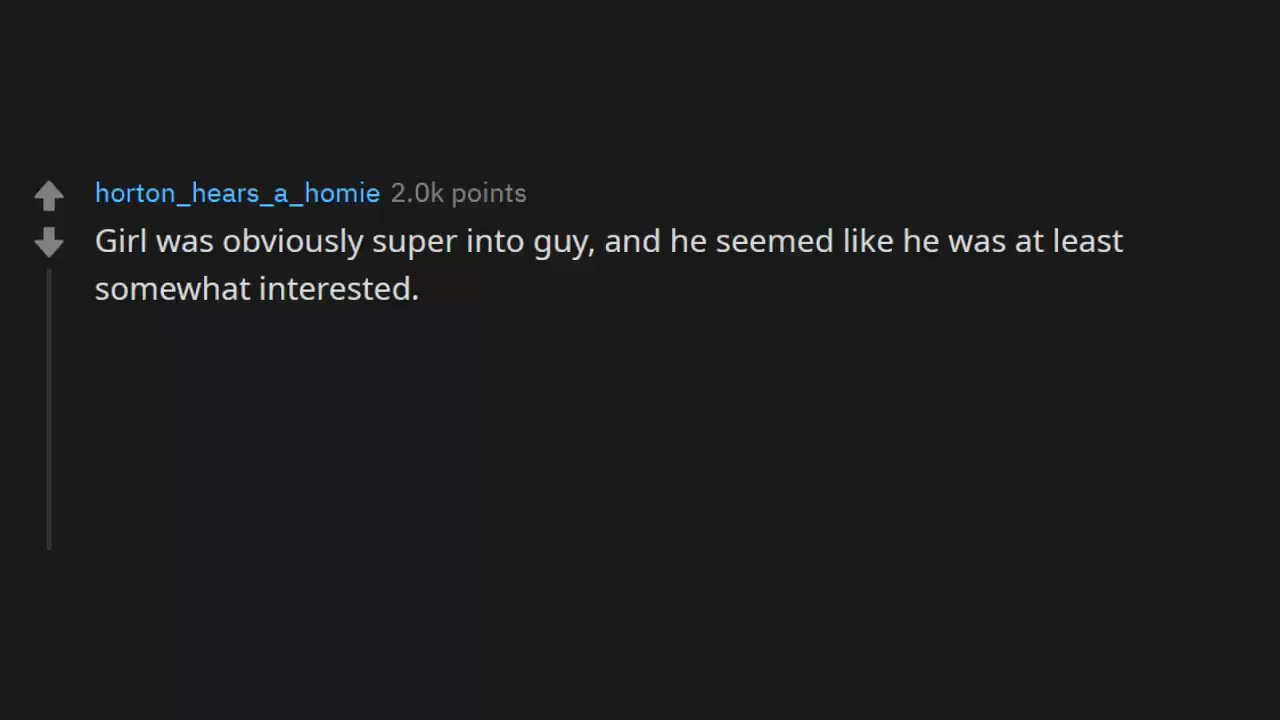 horton_hears_a_homie 2.0k points
Girl was obviously super into guy, and he seemed like he was at least
somewhat interested.